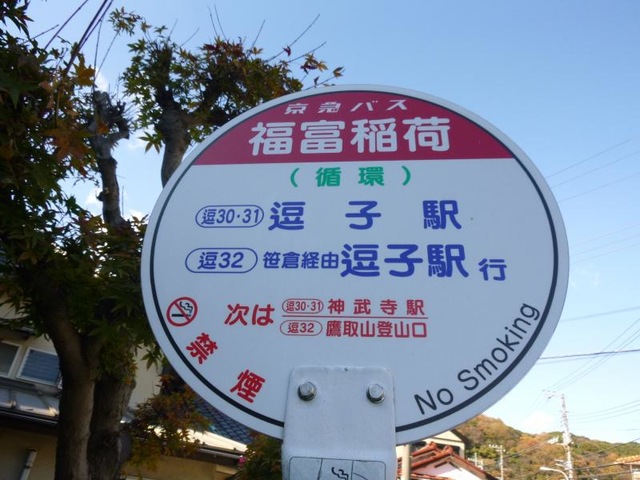 京急バス
福富稲荷
(循環)
逗30・31 逗子駅
逗32 笹倉経由逗子駅行
次は 逗30・31 神武寺駅
逗32 鷹取山登山口
禁煙
No Smoking